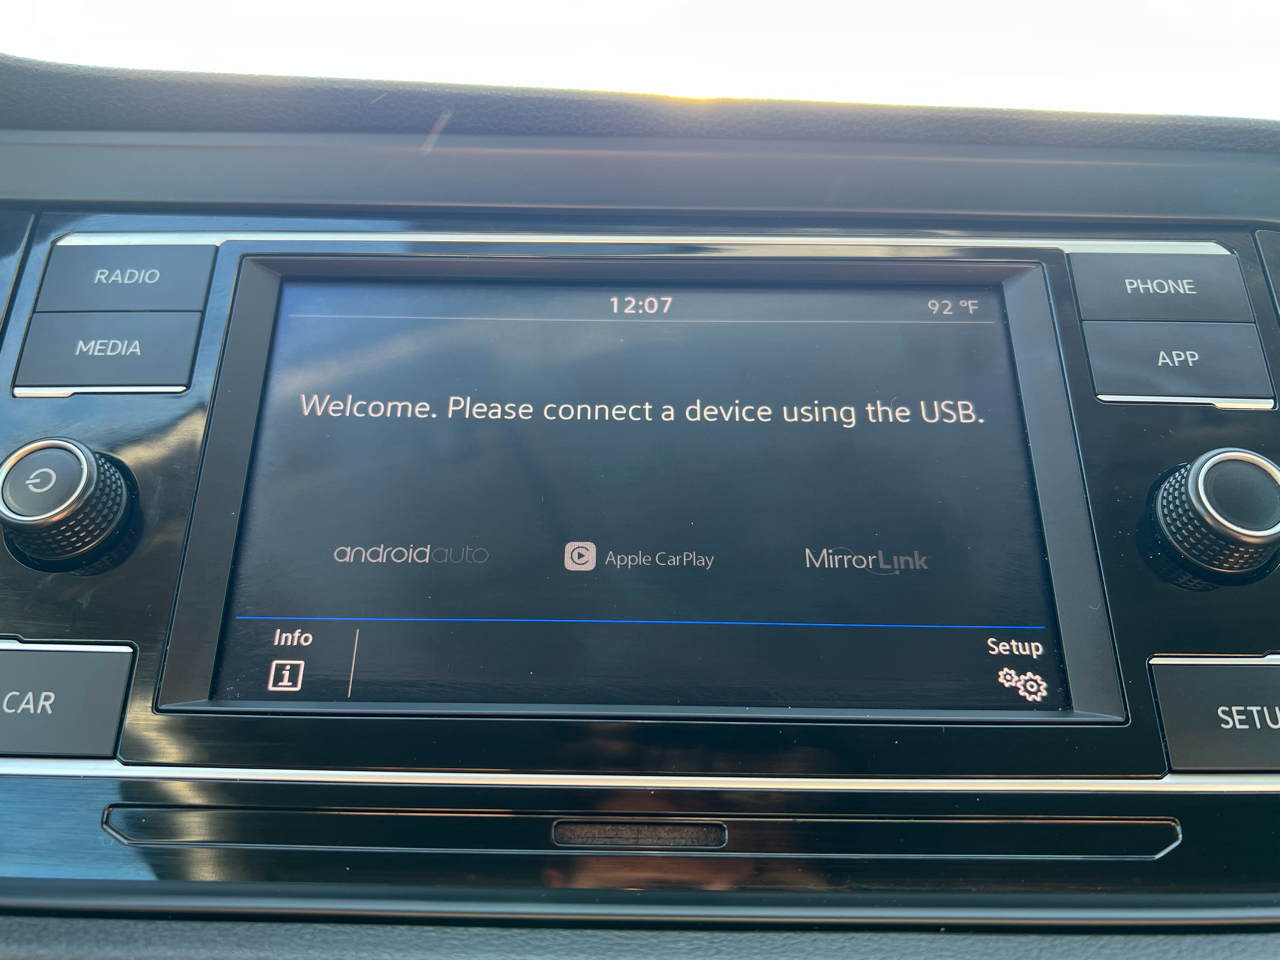 RADIO
MEDIA
12:07
92 °F
PHONE
APP
Welcome. Please connect a device using the USB.
androidauto
Apple CarPlay
MirrorLink
Info
i
Setup
CAR
SETU